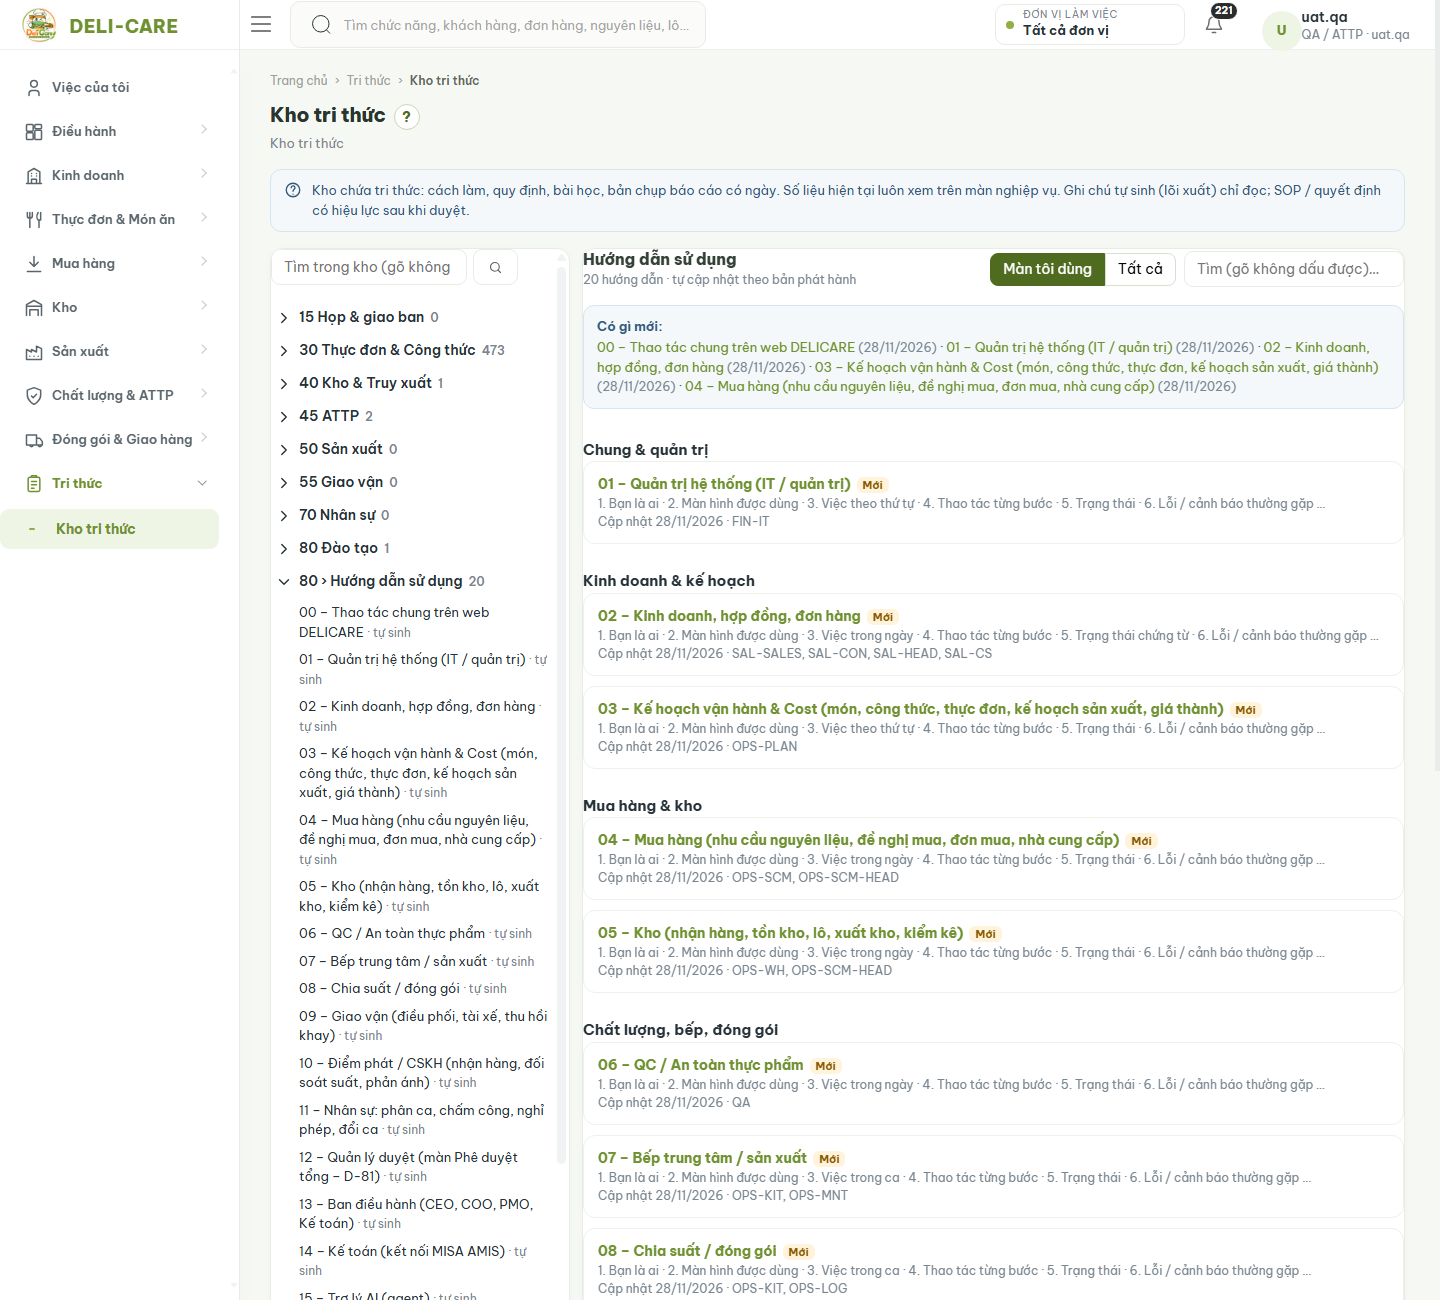 DELI-CARE
Tìm chức năng, khách hàng, đơn hàng, nguyên liệu, lô...
ĐƠN VỊ LÀM VIỆC
Tất cả đơn vị
221
U
uat.qa
QA / ATTP · uat.qa
Việc của tôi
Điều hành
Kinh doanh
Thực đơn & Món ăn
Mua hàng
Kho
Sản xuất
Chất lượng & ATTP
Đóng gói & Giao hàng
Tri thức
– Kho tri thức
Trang chủ › Tri thức › Kho tri thức
Kho tri thức ?
Kho tri thức
Kho chứa tri thức: cách làm, quy định, bài học, bản chụp báo cáo có ngày. Số liệu hiện tại luôn xem trên màn nghiệp vụ. Ghi chú tự sinh (lõi xuất) chỉ đọc; SOP / quyết định
có hiệu lực sau khi duyệt.
Tìm trong kho (gõ không
15 Họp & giao ban 0
30 Thực đơn & Công thức 473
40 Kho & Truy xuất 1
45 ATTP 2
50 Sản xuất 0
55 Giao vận 0
70 Nhân sự 0
80 Đào tạo 1
80 › Hướng dẫn sử dụng 20
00 – Thao tác chung trên web
DELICARE · tự sinh
01 – Quản trị hệ thống (IT / quản trị) · tự
sinh
02 – Kinh doanh, hợp đồng, đơn hàng ·
tự sinh
03 – Kế hoạch vận hành & Cost (món,
công thức, thực đơn, kế hoạch sản
xuất, giá thành) · tự sinh
04 – Mua hàng (nhu cầu nguyên liệu,
đề nghị mua, đơn mua, nhà cung cấp) ·
tự sinh
05 – Kho (nhận hàng, tồn kho, lô, xuất
kho, kiểm kê) · tự sinh
06 – QC / An toàn thực phẩm · tự sinh
07 – Bếp trung tâm / sản xuất · tự sinh
08 – Chia suất / đóng gói · tự sinh
09 – Giao vận (điều phối, tài xế, thu hồi
khay) · tự sinh
10 – Điểm phát / CSKH (nhận hàng, đối
soát suất, phản ánh) · tự sinh
11 – Nhân sự: phân ca, chấm công, nghỉ
phép, đổi ca · tự sinh
12 – Quản lý duyệt (màn Phê duyệt
tổng – D-81) · tự sinh
13 – Ban điều hành (CEO, COO, PMO,
Kế toán) · tự sinh
14 – Kế toán (kết nối MISA AMIS) · tự
sinh
15 – Trợ lý AI (agent) · tự sinh
Hướng dẫn sử dụng
20 hướng dẫn · tự cập nhật theo bản phát hành
Màn tôi dùng
Tất cả
Tìm (gõ không dấu được)...
Có gì mới:
00 – Thao tác chung trên web DELICARE (28/11/2026) · 01 – Quản trị hệ thống (IT / quản trị) (28/11/2026) · 02 – Kinh doanh,
hợp đồng, đơn hàng (28/11/2026) · 03 – Kế hoạch vận hành & Cost (món, công thức, thực đơn, kế hoạch sản xuất, giá thành)
(28/11/2026) · 04 – Mua hàng (nhu cầu nguyên liệu, đề nghị mua, đơn mua, nhà cung cấp) (28/11/2026)
Chung & quản trị
01 – Quản trị hệ thống (IT / quản trị) Mới
1. Bạn là ai · 2. Màn hình được dùng · 3. Việc theo thứ tự · 4. Thao tác từng bước · 5. Trạng thái · 6. Lỗi / cảnh báo thường gặp ...
Cập nhật 28/11/2026 · FIN-IT
Kinh doanh & kế hoạch
02 – Kinh doanh, hợp đồng, đơn hàng Mới
1. Bạn là ai · 2. Màn hình được dùng · 3. Việc trong ngày · 4. Thao tác từng bước · 5. Trạng thái chứng từ · 6. Lỗi / cảnh báo thường gặp ...
Cập nhật 28/11/2026 · SAL-SALES, SAL-CON, SAL-HEAD, SAL-CS
03 – Kế hoạch vận hành & Cost (món, công thức, thực đơn, kế hoạch sản xuất, giá thành) Mới
1. Bạn là ai · 2. Màn hình được dùng · 3. Việc theo thứ tự · 4. Thao tác từng bước · 5. Trạng thái · 6. Lỗi / cảnh báo thường gặp ...
Cập nhật 28/11/2026 · OPS-PLAN
Mua hàng & kho
04 – Mua hàng (nhu cầu nguyên liệu, đề nghị mua, đơn mua, nhà cung cấp) Mới
1. Bạn là ai · 2. Màn hình được dùng · 3. Việc trong ngày · 4. Thao tác từng bước · 5. Trạng thái · 6. Lỗi / cảnh báo thường gặp ...
Cập nhật 28/11/2026 · OPS-SCM, OPS-SCM-HEAD
05 – Kho (nhận hàng, tồn kho, lô, xuất kho, kiểm kê) Mới
1. Bạn là ai · 2. Màn hình được dùng · 3. Việc trong ngày · 4. Thao tác từng bước · 5. Trạng thái · 6. Lỗi / cảnh báo thường gặp ...
Cập nhật 28/11/2026 · OPS-WH, OPS-SCM-HEAD
Chất lượng, bếp, đóng gói
06 – QC / An toàn thực phẩm Mới
1. Bạn là ai · 2. Màn hình được dùng · 3. Việc trong ngày · 4. Thao tác từng bước · 5. Trạng thái · 6. Lỗi / cảnh báo thường gặp ...
Cập nhật 28/11/2026 · QA
07 – Bếp trung tâm / sản xuất Mới
1. Bạn là ai · 2. Màn hình được dùng · 3. Việc trong ca · 4. Thao tác từng bước · 5. Trạng thái · 6. Lỗi / cảnh báo thường gặp ...
Cập nhật 28/11/2026 · OPS-KIT, OPS-MNT
08 – Chia suất / đóng gói Mới
1. Bạn là ai · 2. Màn hình được dùng · 3. Việc trong ca · 4. Thao tác từng bước · 5. Trạng thái · 6. Lỗi / cảnh báo thường gặp ...
Cập nhật 28/11/2026 · OPS-KIT, OPS-LOG